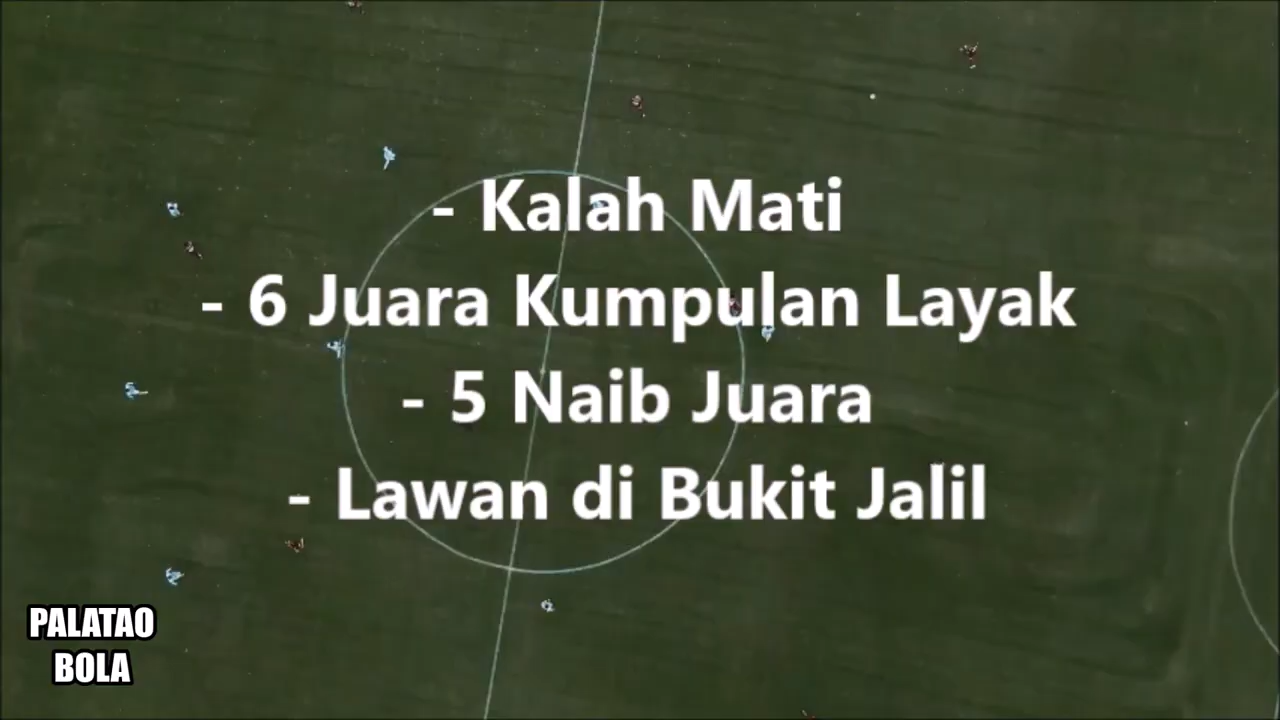 - Kalah Mati
- 6 Juara Kumpulan Layak
- 5 Naib Juara
- Lawan di Bukit Jalil
PALATAO
BOLA